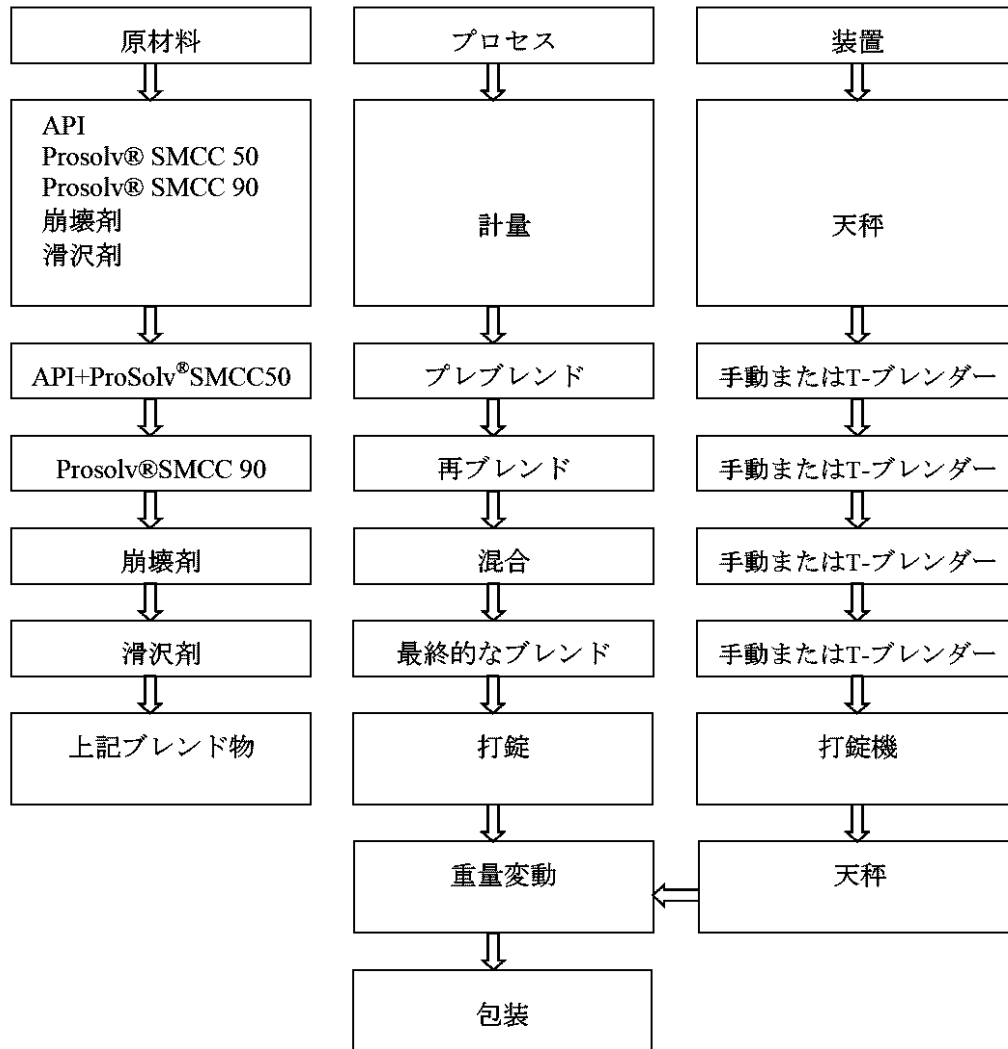 原材料
プロセス
装置
API
Prosolv® SMCC 50
Prosolv® SMCC 90
崩壊剤
滑沢剤
計量
天秤
API+ProSolv®SMCC50
プレブレンド
手動またはT-ブレンダー
Prosolv®SMCC 90
再ブレンド
手動またはT-ブレンダー
崩壊剤
混合
手動またはT-ブレンダー
滑沢剤
最終的なブレンド
手動またはT-ブレンダー
上記ブレンド物
打錠
打錠機
重量変動
天秤
包装